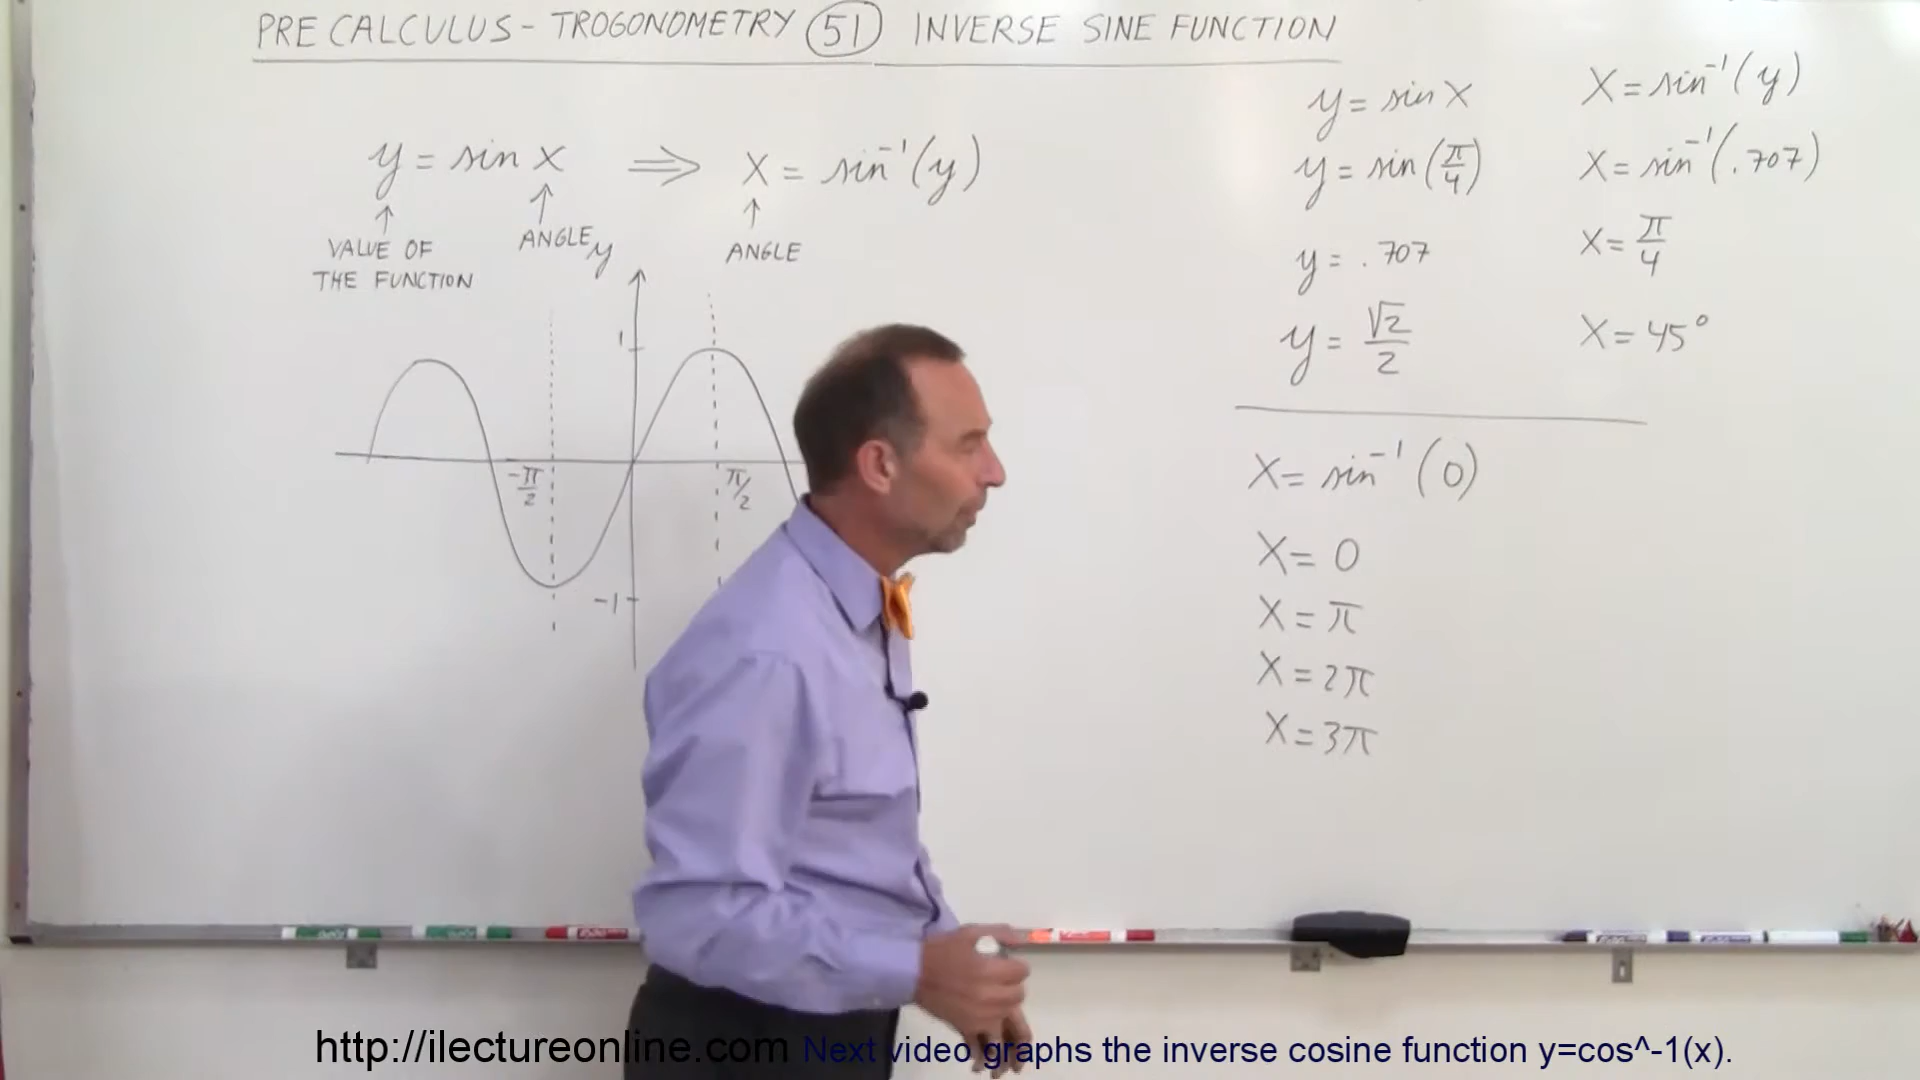 PRE CALCULUS - TROGONOMETRY 51 INVERSE SINE FUNCTION
y = sin x ⇒ x = sin⁻¹(y)
↑ ↑ ↑
VALUE OF THE FUNCTION
ANGLE
ANGLE
y
1
-π/2
π/2
-1
y = sin x
y = sin(π/4)
y = .707
y = √2/2
x = sin⁻¹(y)
x = sin⁻¹(.707)
x = π/4
x = 45°
x = sin⁻¹(0)
x = 0
x = π
x = 2π
x = 3π
http://ilectureonline.com Next video graphs the inverse cosine function y=cos^-1(x).